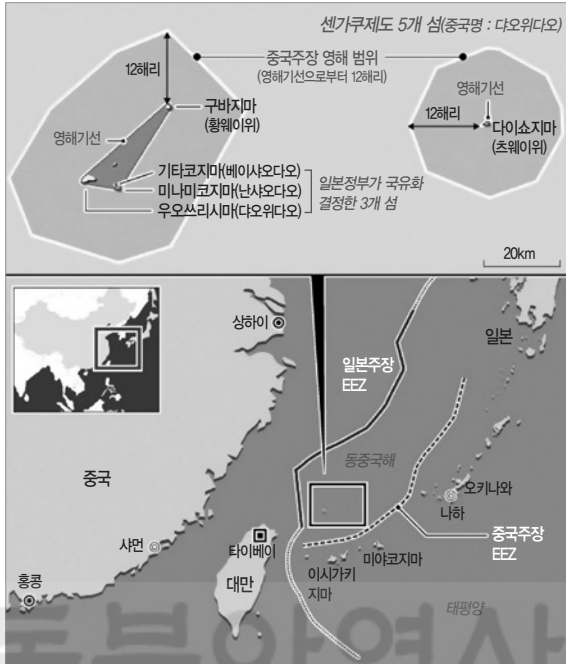 센가쿠제도 5개 섬(중국명 : 댜오위다오)
중국주장 영해 범위
(영해기선으로부터 12해리)
12해리
구바지마
(황웨이위)
영해기선
기타코지마(베이샤오다오)
미나미코지마(난샤오다오)
우오쓰리시마(댜오위다오)
일본정부가 국유화
결정한 3개 섬
영해기선
12해리
다이쇼지마
(츠웨이위)
20km
상하이
일본
일본주장
EEZ
동중국해
중국
오키나와
나하
중국주장
EEZ
샤먼
타이베이
미야코지마
대만
이시가키
지마
홍콩
태평양
동북아역사